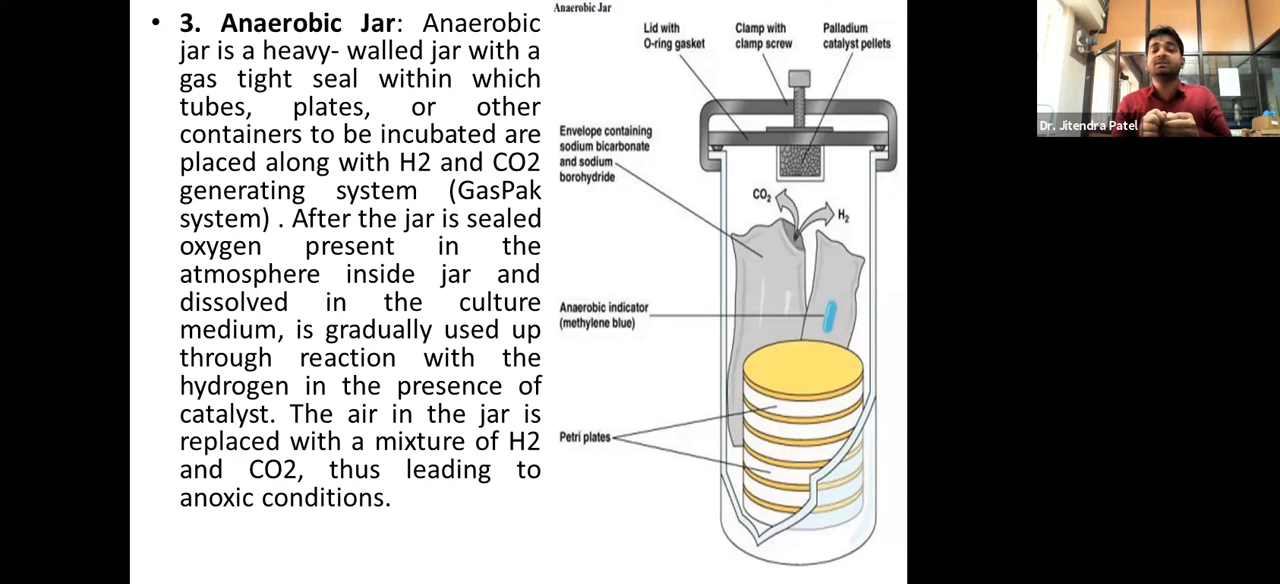 • 3. Anaerobic Jar: Anaerobic
jar is a heavy- walled jar with a
gas tight seal within which
tubes, plates, or other
containers to be incubated are
placed along with H2 and CO2
generating system (GasPak
system) . After the jar is sealed
oxygen present in the
atmosphere inside jar and
dissolved in the culture
medium, is gradually used up
through reaction with the
hydrogen in the presence of
catalyst. The air in the jar is
replaced with a mixture of H2
and CO2, thus leading to
anoxic conditions.
Anaerobic Jar
Lid with
O-ring gasket
Clamp with
clamp screw
Palladium
catalyst pellets
Envelope containing
sodium bicarbonate
and sodium
borohydride
CO₂
H₂
Anaerobic indicator
(methylene blue)
Petri plates
Dr. Jitendra Patel